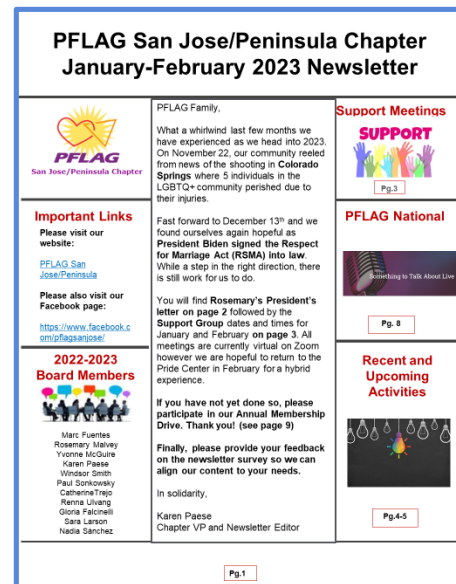 PFLAG San Jose/Peninsula Chapter
January-February 2023 Newsletter
PFLAG
San Jose/Peninsula Chapter
Important Links
Please visit our
website:
PFLAG San
Jose/Peninsula
Please also visit our
Facebook page:
https://www.facebook.c
om/pflagsanjose/
2022-2023
Board Members
Marc Fuentes
Rosemary Malvey
Yvonne McGuire
Karen Paese
Windsor Smith
Paul Sonkowsky
CatherineTrejo
Renna Ulvang
Gloria Falcinelli
Sara Larson
Nadia Sánchez
PFLAG Family,
What a whirlwind last few months we
have experienced as we head into 2023.
On November 22, our community reeled
from news of the shooting in Colorado
Springs where 5 individuals in the
LGBTQ+ community perished due to
their injuries.
Fast forward to December 13th and we
found ourselves again hopeful as
President Biden signed the Respect
for Marriage Act (RSMA) into law.
While a step in the right direction, there
is still work for us to do.
You will find Rosemary's President's
letter on page 2 followed by the
Support Group dates and times for
January and February on page 3. All
meetings are currently virtual on Zoom
however we are hopeful to return to the
Pride Center in February for a hybrid
experience.
If you have not yet done so, please
participate in our Annual Membership
Drive. Thank you! (see page 9)
Finally, please provide your feedback
on the newsletter survey so we can
align our content to your needs.
In solidarity,
Karen Paese
Chapter VP and Newsletter Editor
Support Meetings
SUPPORT
Pg.3
PFLAG National
Something to Talk About Live
Pg. 8
Recent and
Upcoming
Activities
Pg.4-5
Pg.1